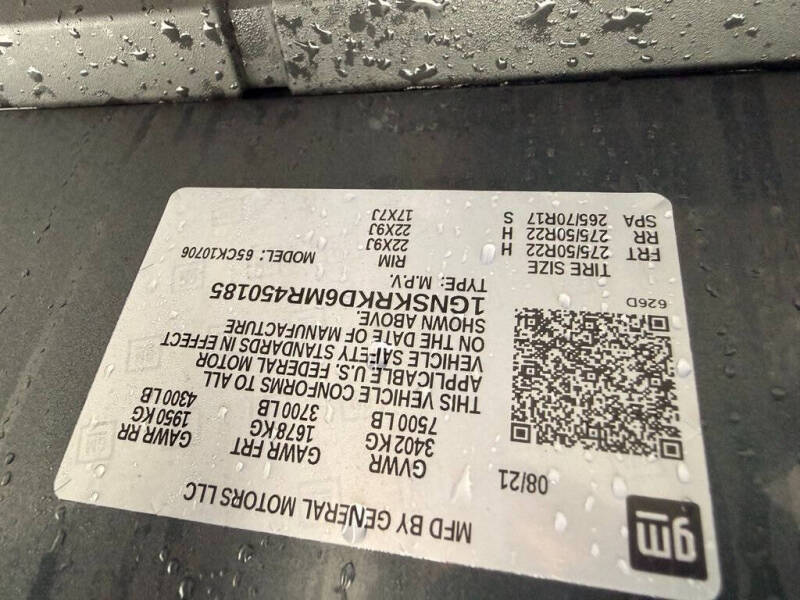 gm
MFD BY GENERAL MOTORS LLC
08/21
GVWR GAWR FRT GAWR RR
3402 KG 1678 KG 1950 KG
7500 LB 3700 LB 4300 LB
THIS VEHICLE CONFORMS TO ALL
APPLICABLE U.S. FEDERAL MOTOR
VEHICLE SAFETY STANDARDS IN EFFECT
ON THE DATE OF MANUFACTURE
SHOWN ABOVE.
1GNSKRKD6MR450185
626D
TYPE: M.P.V. MODEL: 65CK10706
TIRE SIZE RIM
FRT 275/50R22 H 22X9J
RR 275/50R22 H 22X9J
SPA 265/70R17 S 17X7J